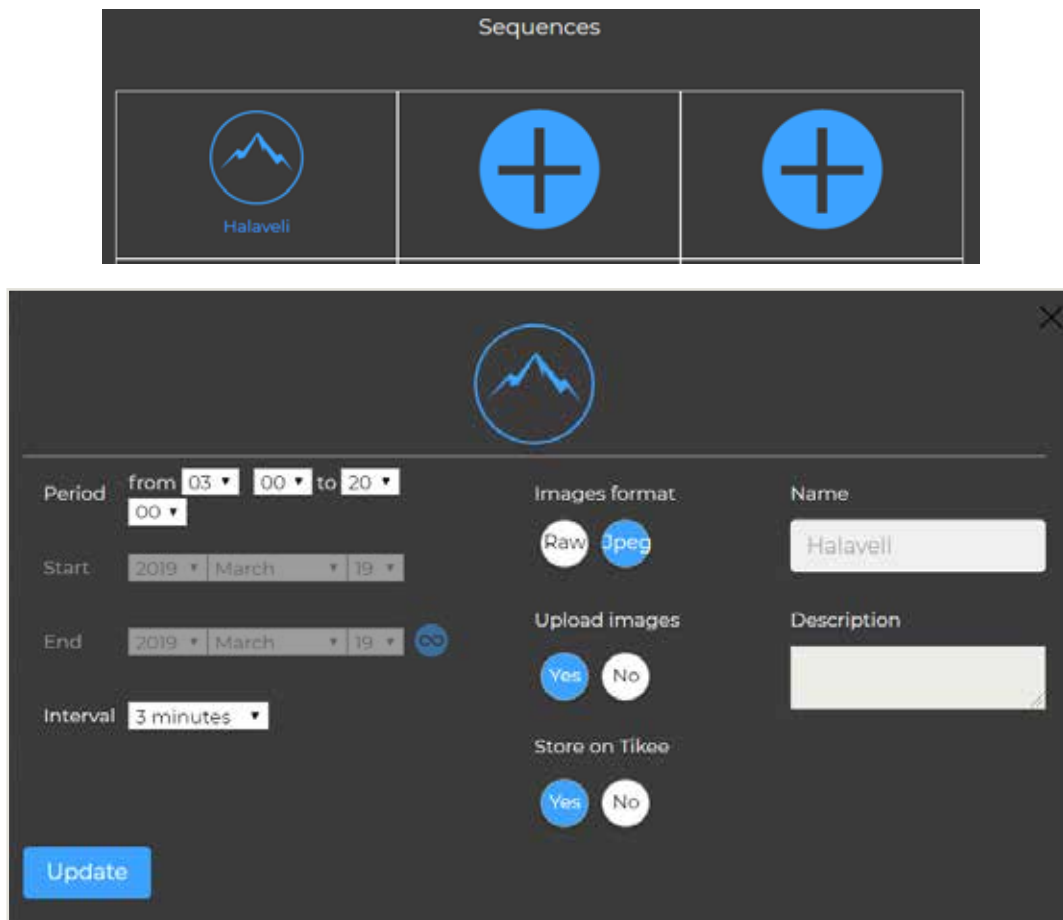 Sequences
Halaveli
Period from 03 00 to 20
00
Start 2019 March 19
End 2019 March 19
Interval 3 minutes
Images format
Raw Jpeg
Upload images
Yes No
Store on Tikee
Yes No
Name
Halaveli
Description
Update